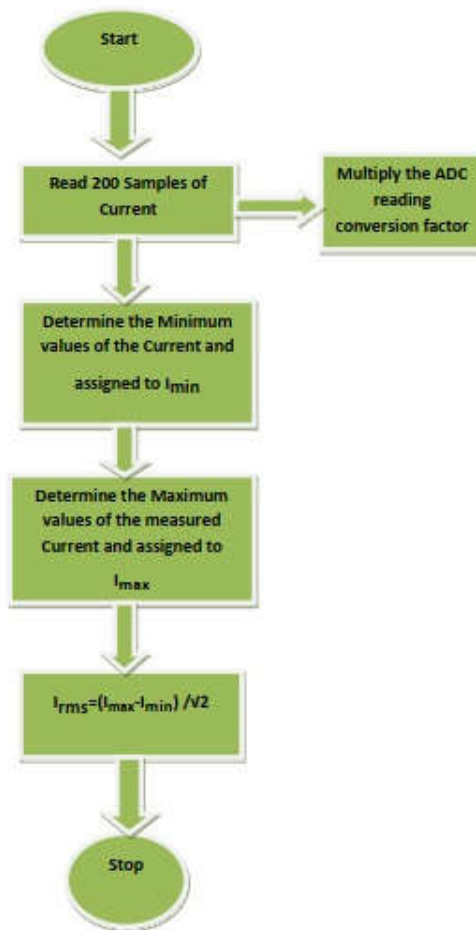 Start
Read 200 Samples of
Current
Multiply the ADC
reading
conversion factor
Determine the Minimum
values of the Current and
assigned to Imin
Determine the Maximum
values of the measured
Current and assigned to
Imax
Irms=(Imax-Imin) /√2
Stop